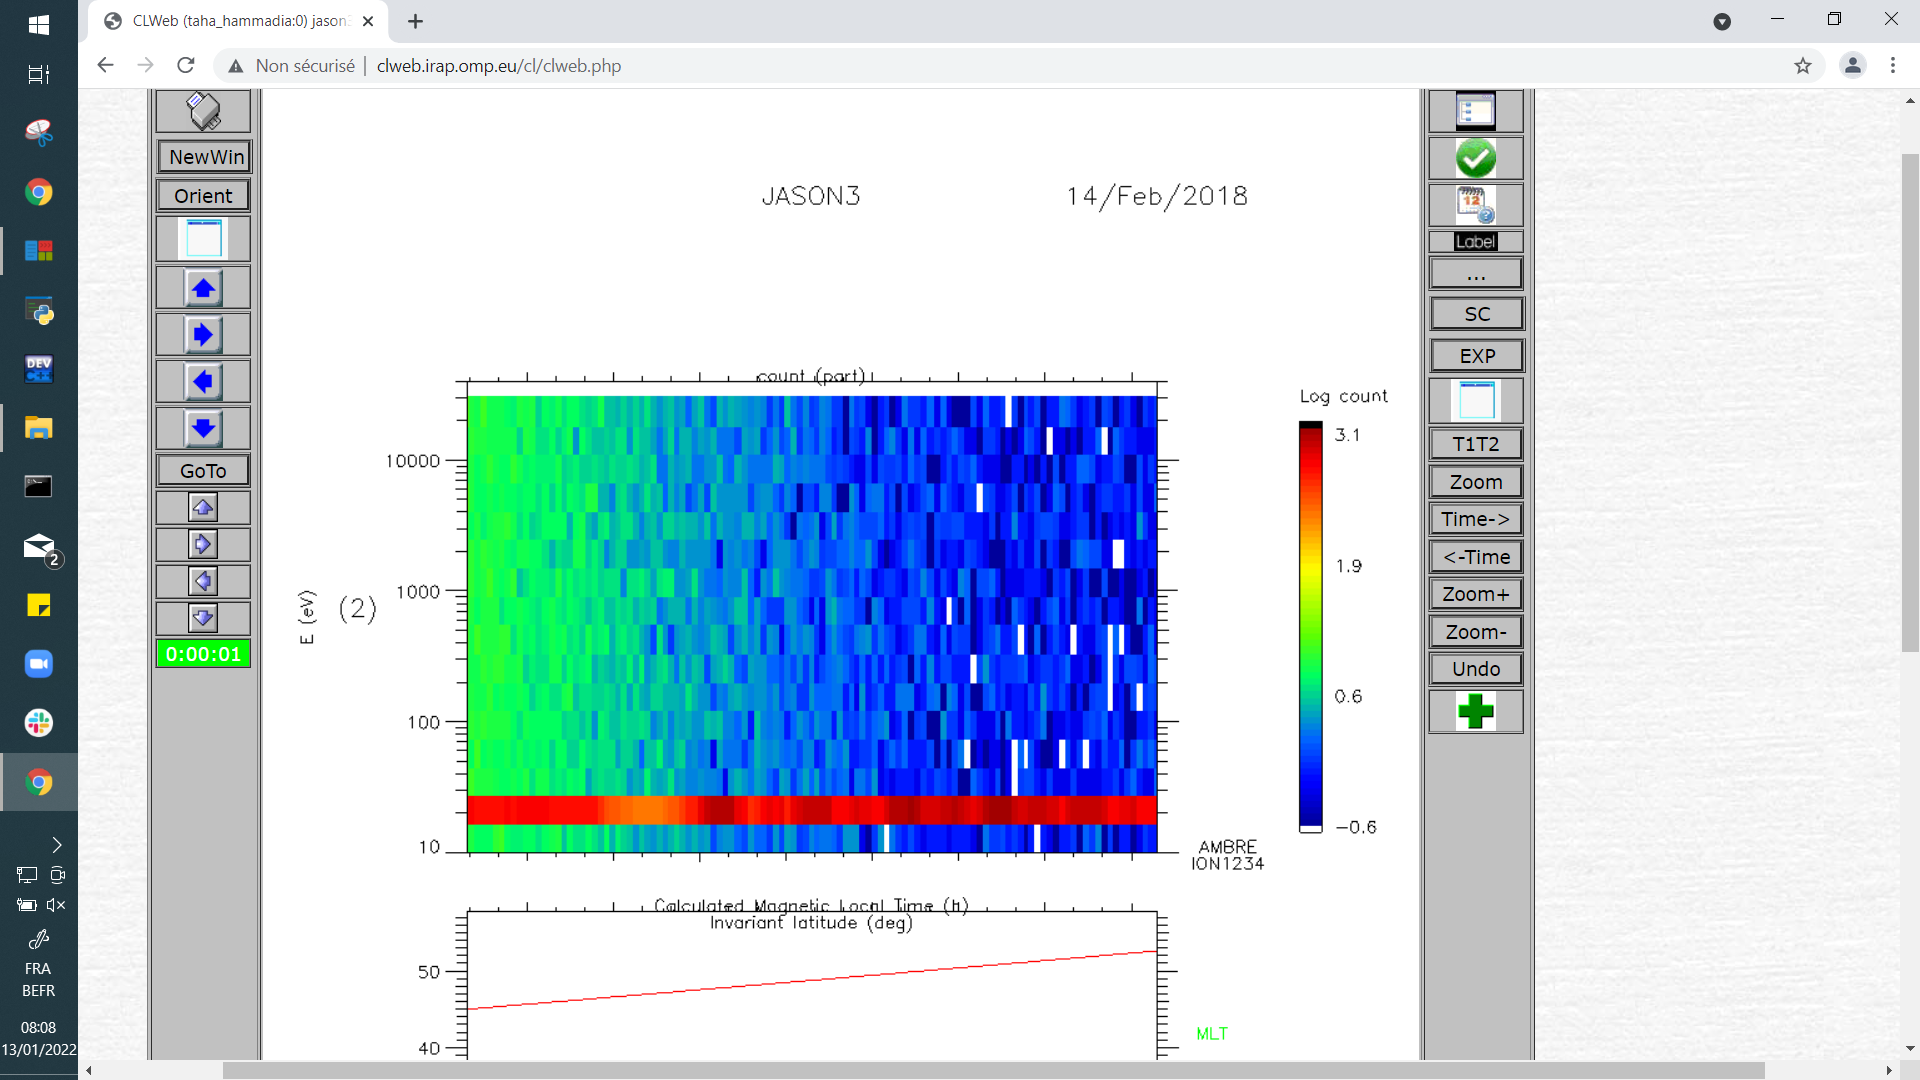 CLWeb (taha_hammadia:0) jason3
Non sécurisé
clweb.irap.omp.eu/cl/clweb.php
NewWin
Orient
GoTo
0:00:01
JASON3
14/Feb/2018
count (part)
10000
1000
100
10
E (eV)
(2)
Log count
3.1
1.9
0.6
−0.6
AMBRE
ION1234
Calculated Magnetic Local Time (h)
Invariant latitude (deg)
50
40
MLT
12
Label
...
SC
EXP
T1T2
Zoom
Time->
<-Time
Zoom+
Zoom-
Undo
DEV
C++
2
FRA
BEFR
08:08
13/01/2022